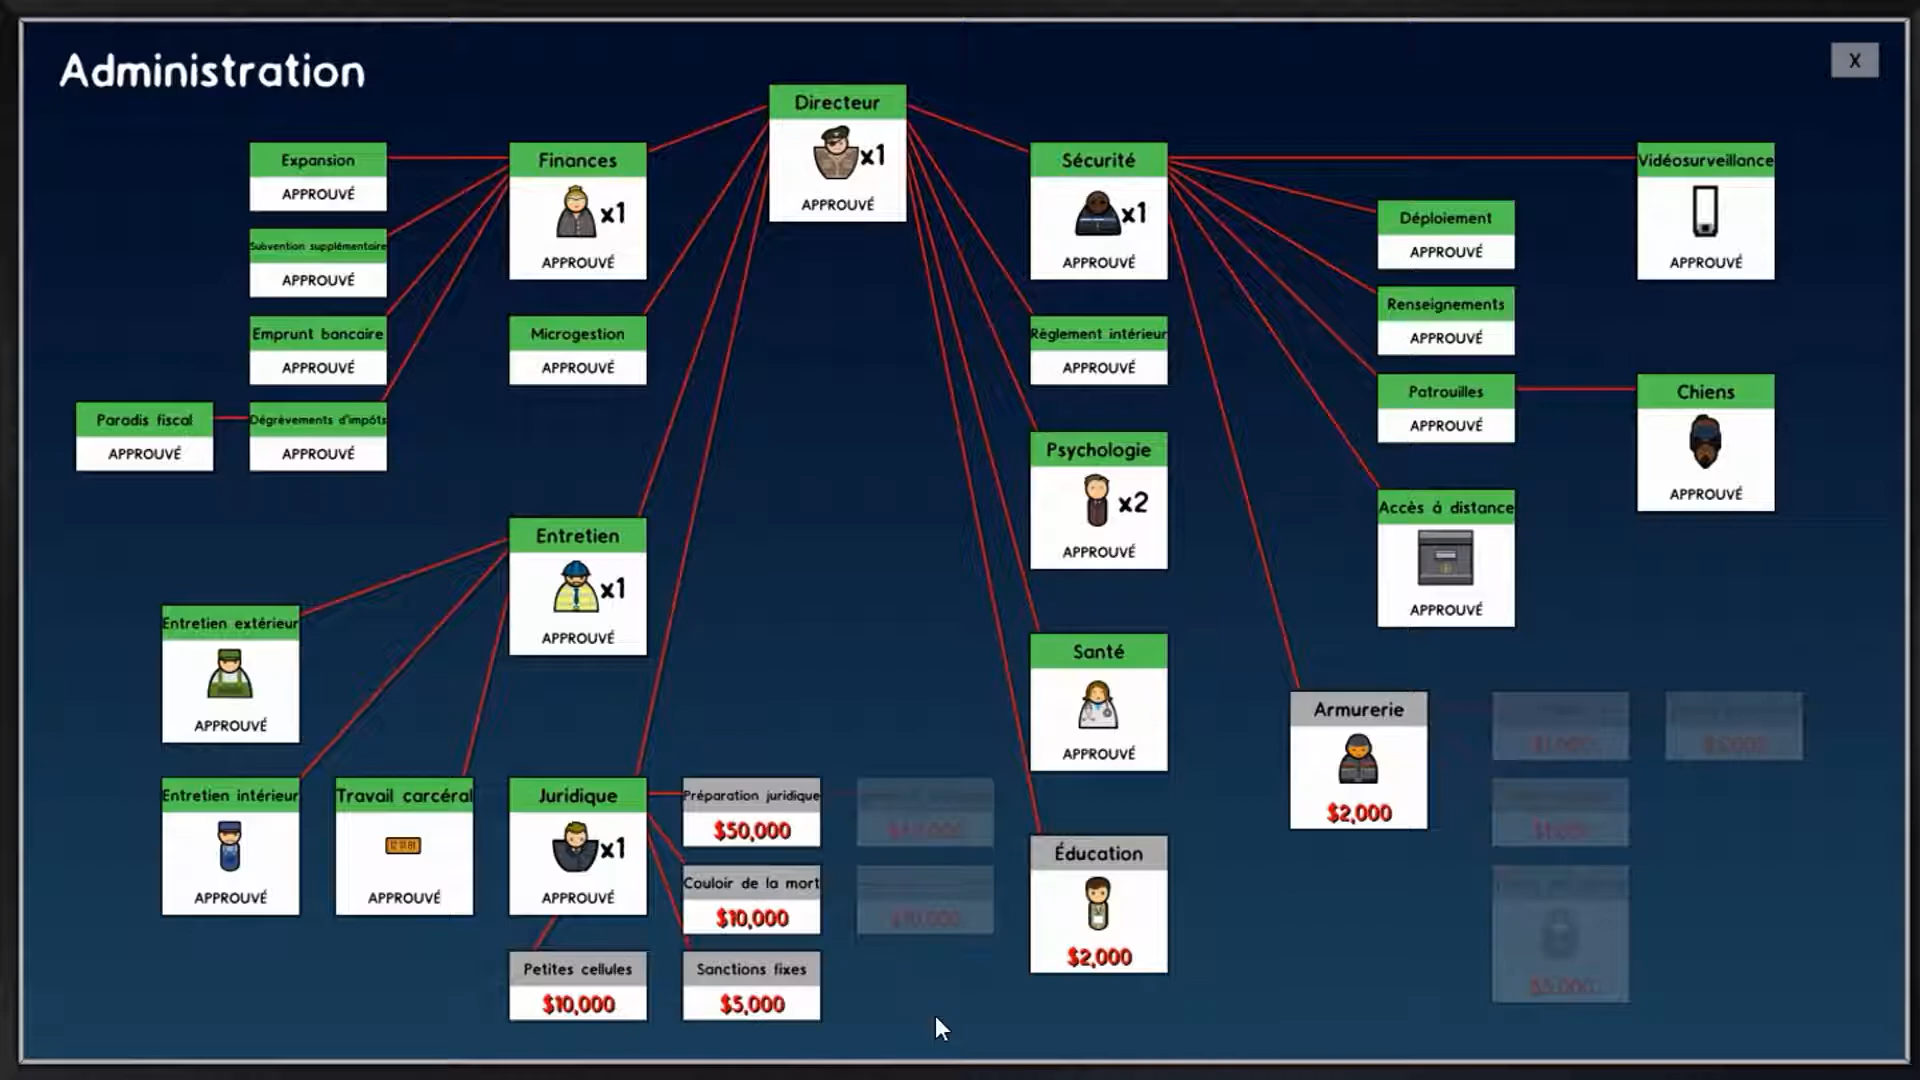 Administration
X
Directeur
x1
APPROUVÉ
Expansion
APPROUVÉ
Finances
x1
APPROUVÉ
Sécurité
x1
APPROUVÉ
Vidéosurveillance
APPROUVÉ
Subvention supplémentaire
APPROUVÉ
Déploiement
APPROUVÉ
Emprunt bancaire
APPROUVÉ
Microgestion
APPROUVÉ
Règlement intérieur
APPROUVÉ
Renseignements
APPROUVÉ
Paradis fiscal
APPROUVÉ
Dégrèvements d'impôts
APPROUVÉ
Psychologie
x2
APPROUVÉ
Patrouilles
APPROUVÉ
Chiens
APPROUVÉ
Entretien
x1
APPROUVÉ
Accès à distance
APPROUVÉ
Entretien extérieur
APPROUVÉ
Santé
APPROUVÉ
Armurerie
$2,000
Entretien intérieur
APPROUVÉ
Travail carcéral
APPROUVÉ
Juridique
x1
APPROUVÉ
Préparation juridique
$50,000
Couloir de la mort
$10,000
Éducation
$2,000
Petites cellules
$10,000
Sanctions fixes
$5,000